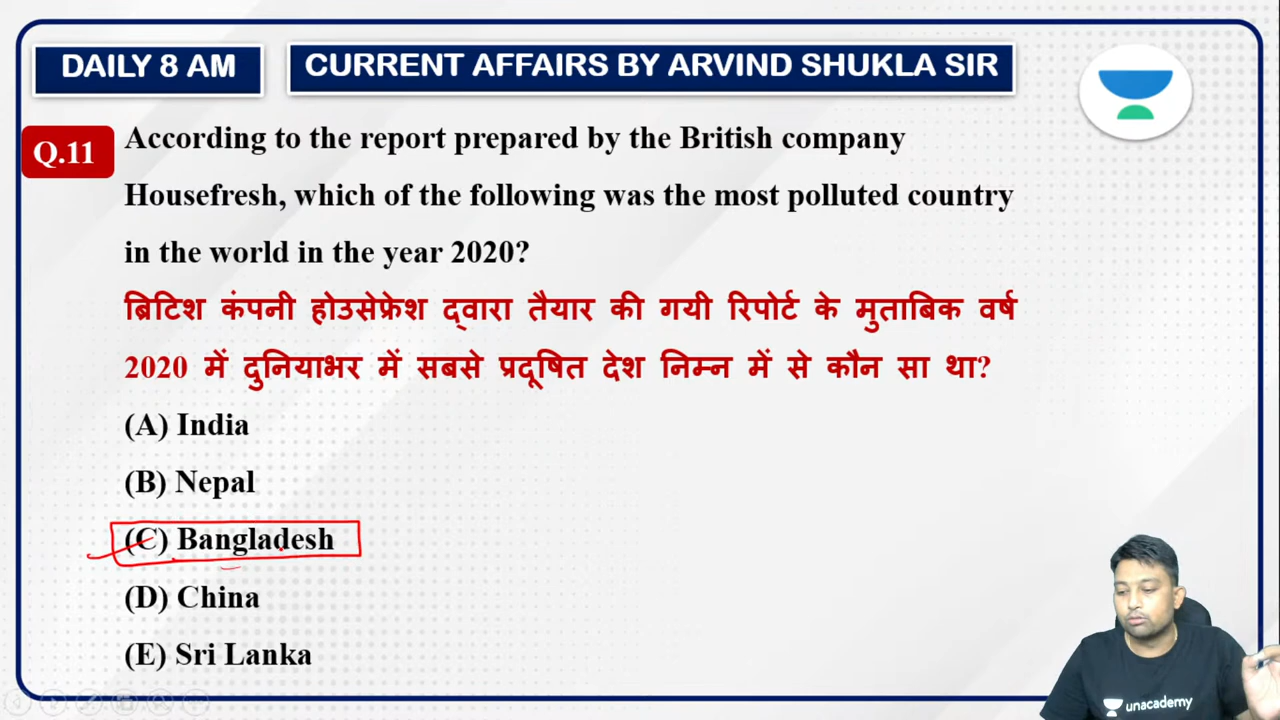 DAILY 8 AM
CURRENT AFFAIRS BY ARVIND SHUKLA SIR
Q.11
According to the report prepared by the British company
Housefresh, which of the following was the most polluted country
in the world in the year 2020?
ब्रिटिश कंपनी होउसेफ्रेश द्वारा तैयार की गयी रिपोर्ट के मुताबिक वर्ष
2020 में दुनियाभर में सबसे प्रदूषित देश निम्न में से कौन सा था?
(A) India
(B) Nepal
(C) Bangladesh
(D) China
(E) Sri Lanka
unacademy